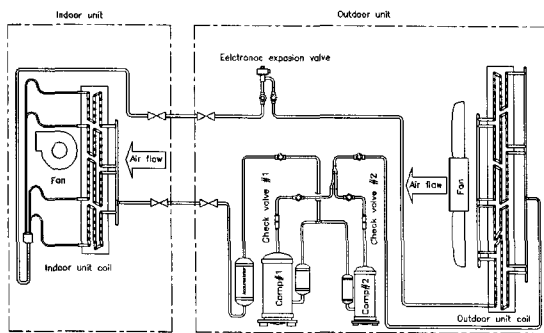 Indoor unit
Outdoor unit
Eelctronac expasion valve
Air flow
Fan
Check valve #1
Check valve #2
Air flow
Fan
Indoor unit coil
Comp#1
Comp#2
Outdoor unit coil